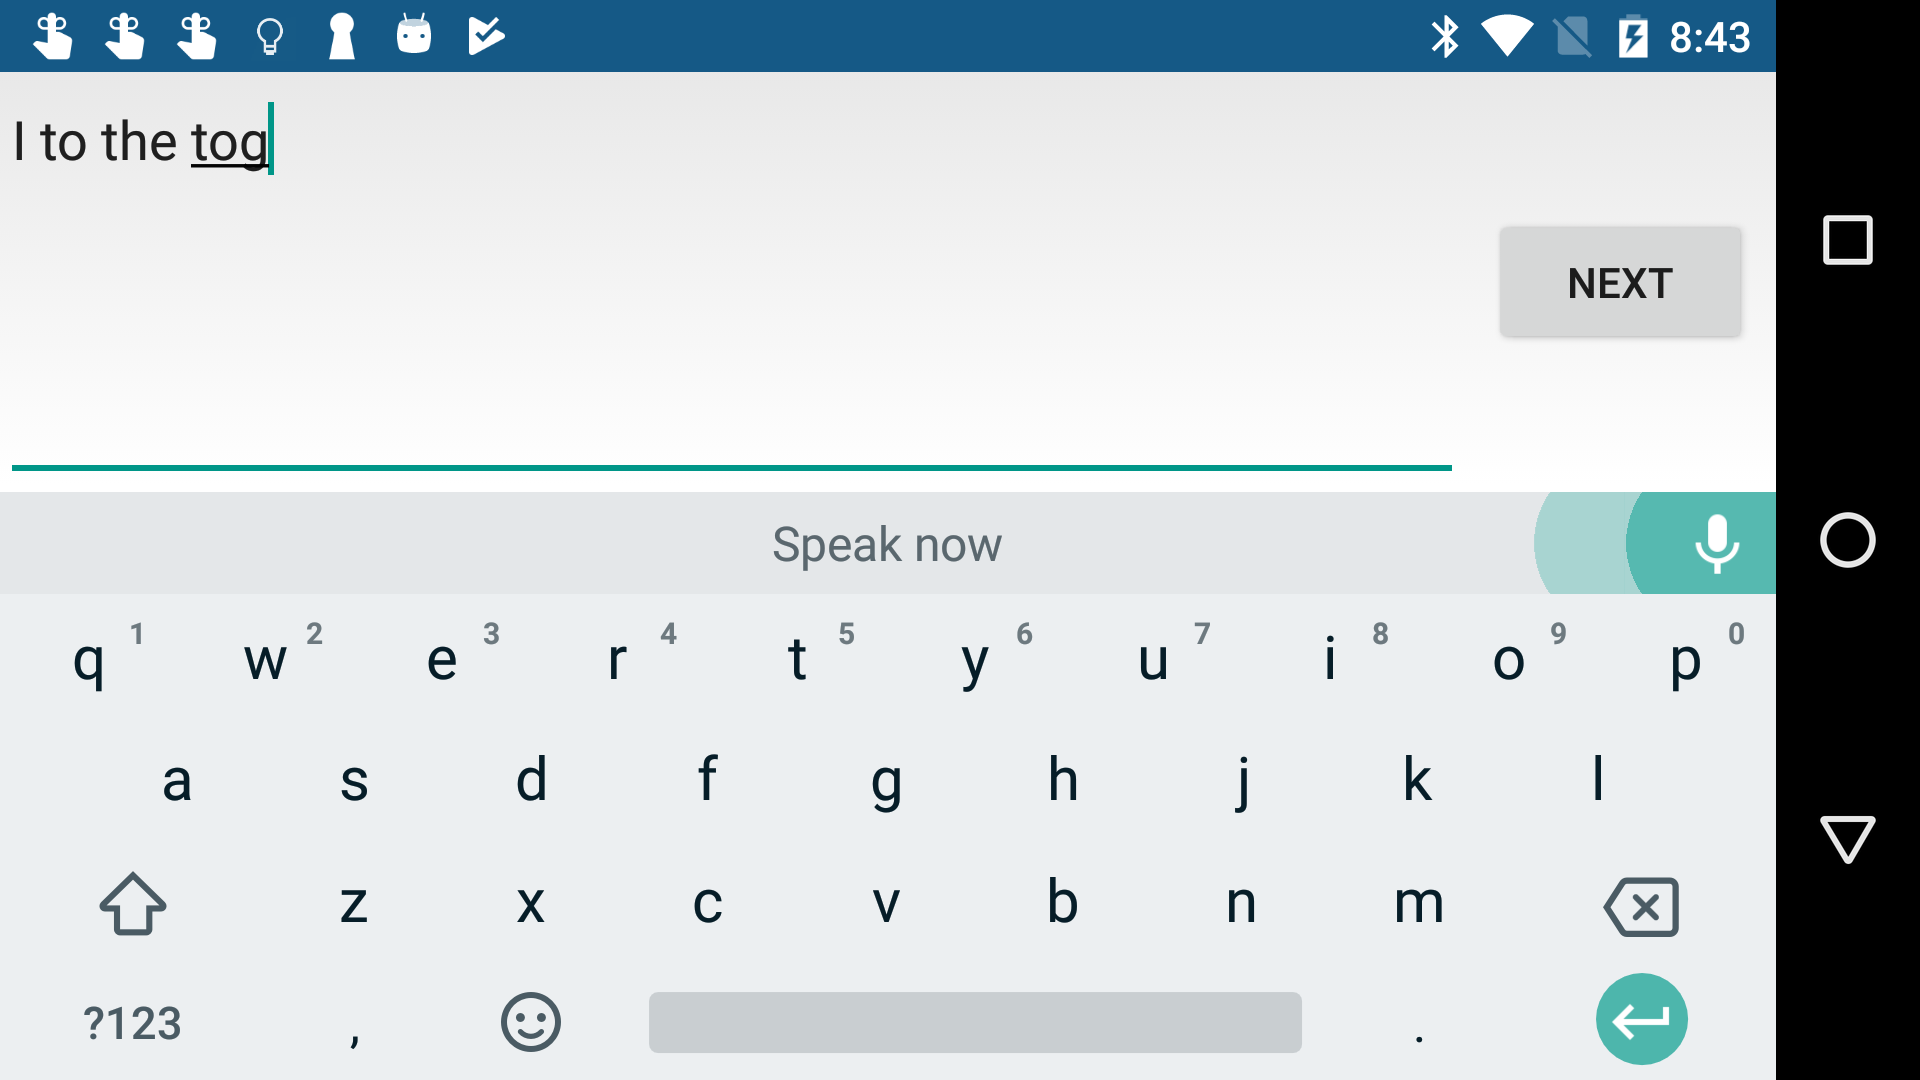 8:43
I to the tog
NEXT
Speak now
q 1 w 2 e 3 r 4 t 5 y 6 u 7 i 8 o 9 p 0
a s d f g h j k l
z x c v b n m
?123 , .